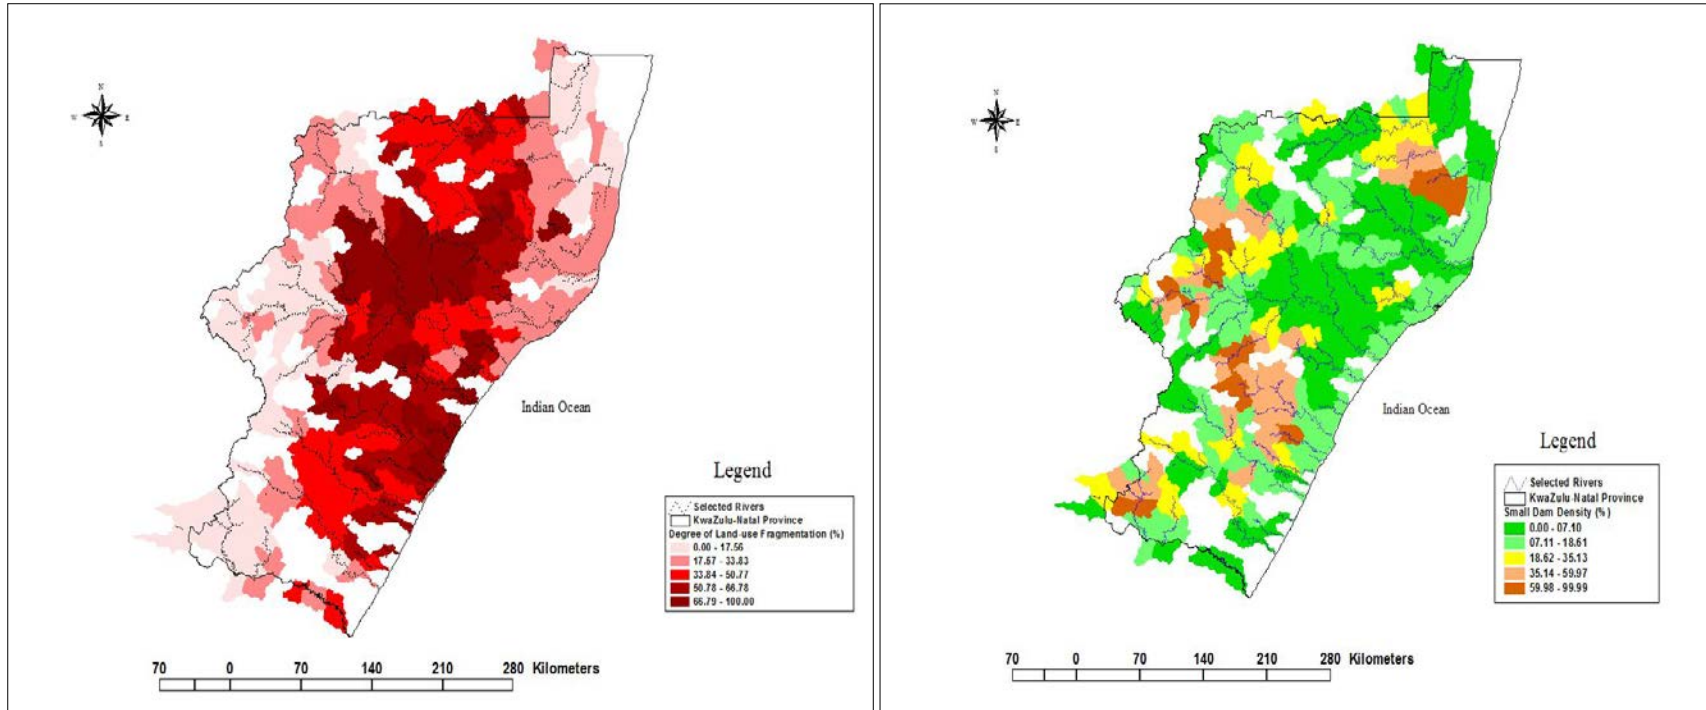 N
W E
S
Indian Ocean
Legend
Selected Rivers
KwaZulu-Natal Province
Degree of Land-use Fragmentation (%)
0.00 - 17.56
17.57 - 33.83
33.84 - 50.77
50.78 - 66.78
66.79 - 100.00
70 0 70 140 210 280 Kilometers
N
W E
S
Indian Ocean
Legend
Selected Rivers
KwaZulu-Natal Province
Small Dam Density (%)
0.00 - 07.10
07.11 - 18.61
18.62 - 35.13
35.14 - 59.97
59.98 - 99.99
70 0 70 140 210 280 Kilometers